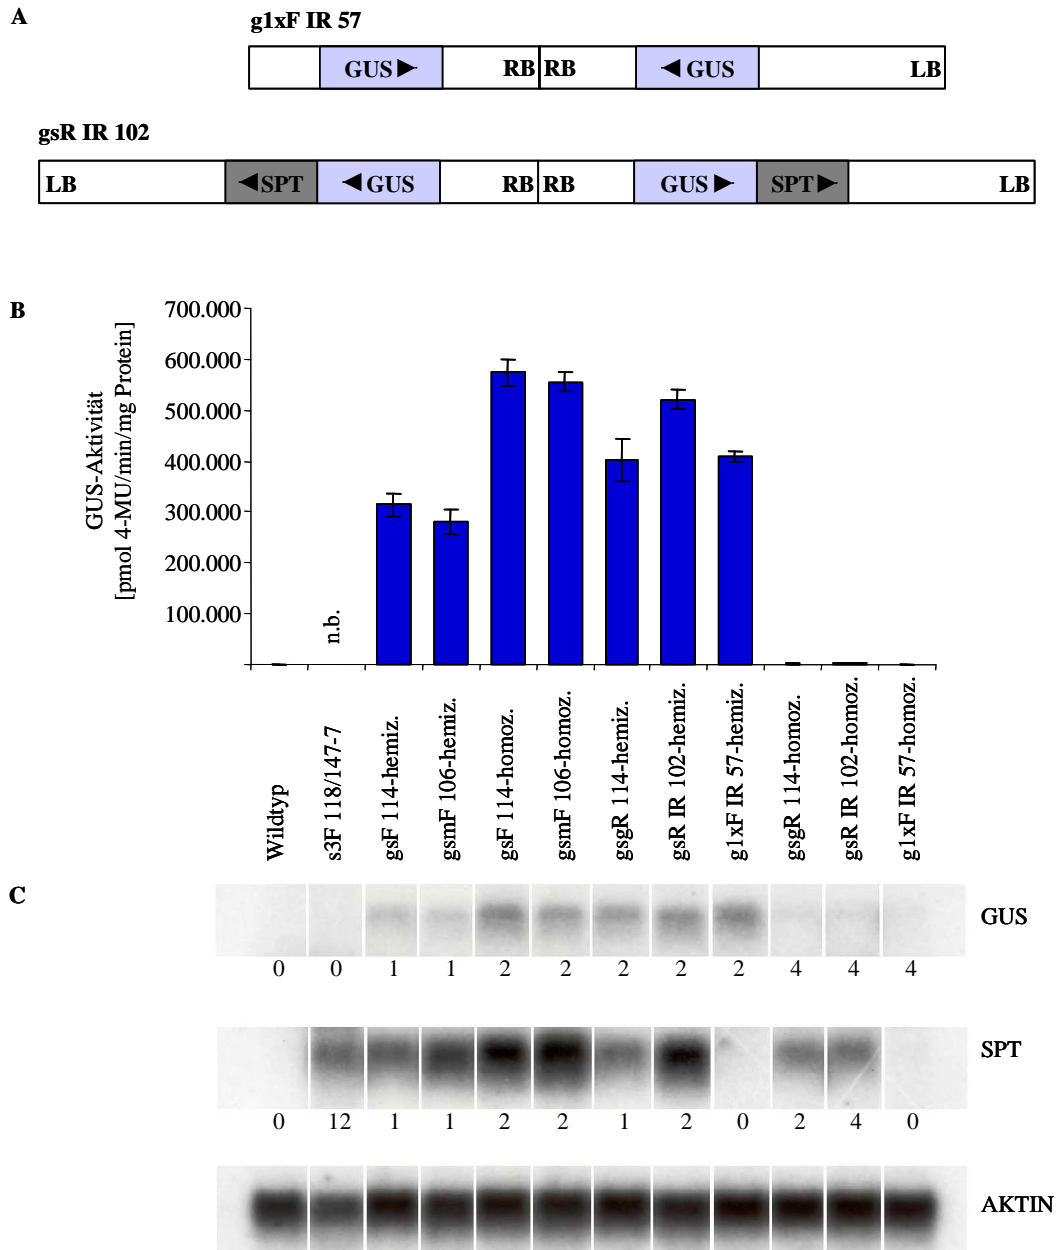 A
g1xF IR 57
GUS RB RB GUS LB
gsR IR 102
LB SPT GUS RB RB GUS SPT LB
B
700.000
600.000
500.000
400.000
300.000
200.000
100.000
GUS-Aktivität
[pmol 4-MU/min/mg Protein]
n.b.
Wildtyp
s3F 118/147-7
gsF 114-hemiz.
gsmF 106-hemiz.
gsF 114-homoz.
gsmF 106-homoz.
gsgR 114-hemiz.
gsR IR 102-hemiz.
g1xF IR 57-hemiz.
gsgR 114-homoz.
gsR IR 102-homoz.
g1xF IR 57-homoz.
C
GUS
0 0 1 1 2 2 2 2 2 4 4 4
SPT
0 12 1 1 2 2 1 2 0 2 4 0
AKTIN